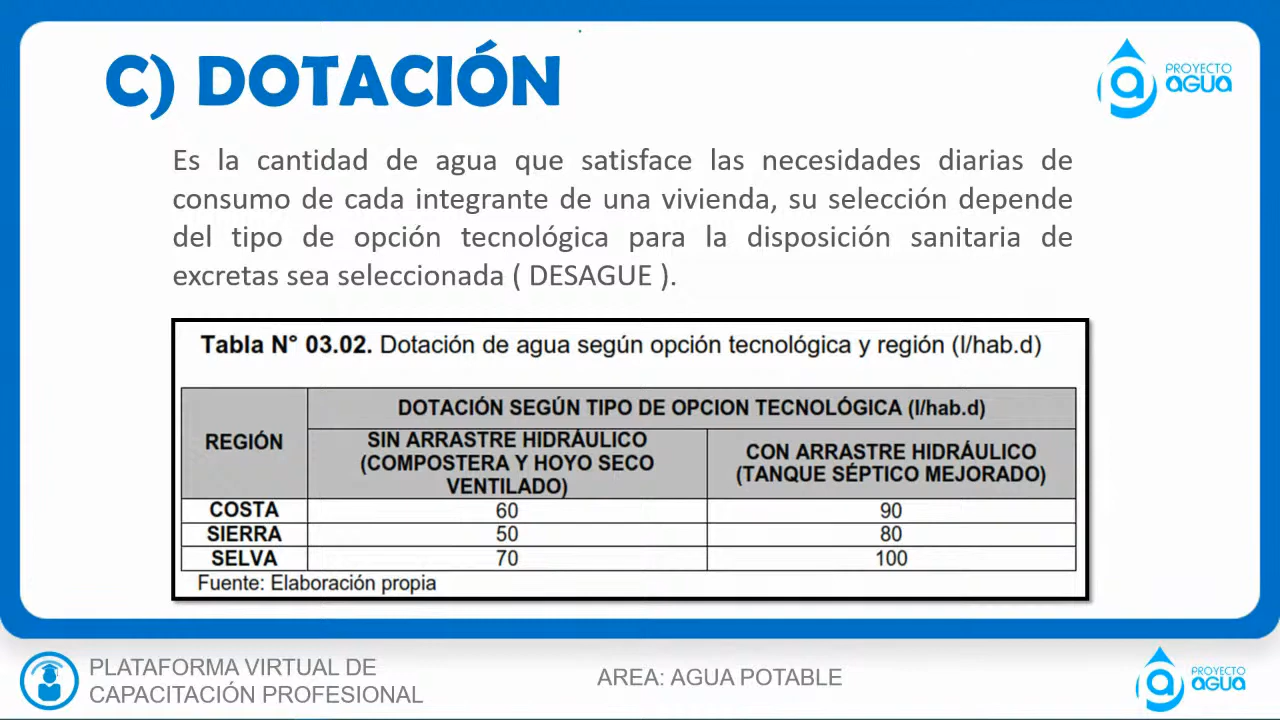 C) DOTACIÓN
PROYECTO
AGUA
Es la cantidad de agua que satisface las necesidades diarias de
consumo de cada integrante de una vivienda, su selección depende
del tipo de opción tecnológica para la disposición sanitaria de
excretas sea seleccionada ( DESAGUE ).
Tabla N° 03.02. Dotación de agua según opción tecnológica y región (l/hab.d)
REGIÓN
DOTACIÓN SEGÚN TIPO DE OPCION TECNOLÓGICA (l/hab.d)
SIN ARRASTRE HIDRÁULICO
(COMPOSTERA Y HOYO SECO
VENTILADO)
CON ARRASTRE HIDRÁULICO
(TANQUE SÉPTICO MEJORADO)
COSTA 60 90
SIERRA 50 80
SELVA 70 100
Fuente: Elaboración propia
PLATAFORMA VIRTUAL DE
CAPACITACIÓN PROFESIONAL
AREA: AGUA POTABLE
PROYECTO
AGUA